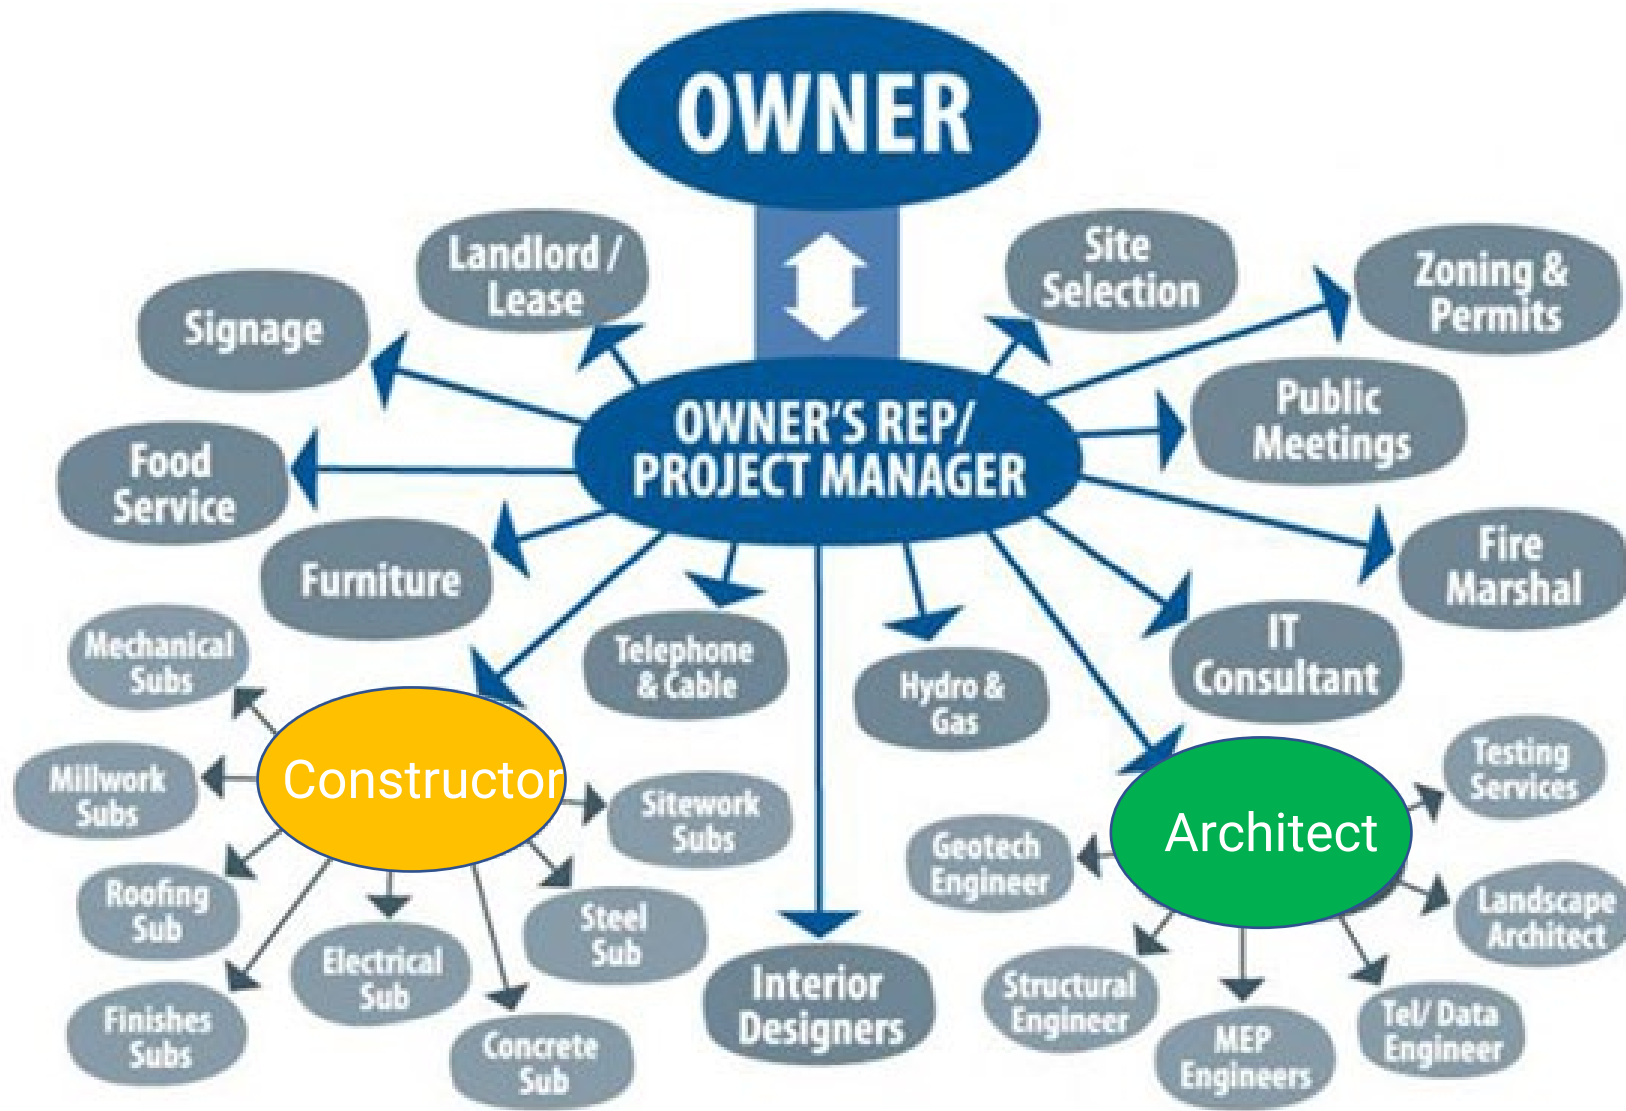 OWNER
Landlord /
Lease
Site
Selection
Zoning &
Permits
Signage
Public
Meetings
OWNER'S REP/
PROJECT MANAGER
Food
Service
Fire
Marshal
Furniture
IT
Consultant
Telephone
& Cable
Hydro &
Gas
Mechanical
Subs
Constructor
Millwork
Subs
Sitework
Subs
Roofing
Sub
Steel
Sub
Electrical
Sub
Finishes
Subs
Concrete
Sub
Interior
Designers
Architect
Testing
Services
Geotech
Engineer
Landscape
Architect
Structural
Engineer
Tel/ Data
Engineer
MEP
Engineers